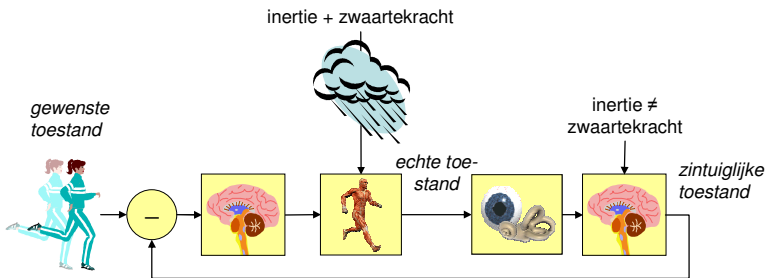 inertie + zwaartekracht
gewenste
toestand
inertie ≠
zwaartekracht
echte toe-
stand
zintuiglijke
toestand
–